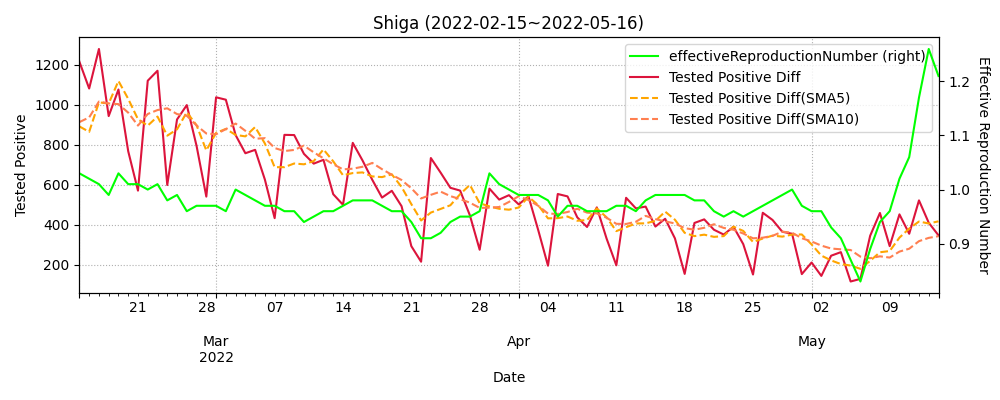 Shiga (2022-02-15~2022-05-16)
effectiveReproductionNumber (right)
Tested Positive Diff
Tested Positive Diff(SMA5)
Tested Positive Diff(SMA10)
Tested Positive
1200
1000
800
600
400
200
Effective Reproduction Number
1.2
1.1
1.0
0.9
21 28 07 14 21 28 04 11 18 25 02 09
Mar Apr May
2022
Date